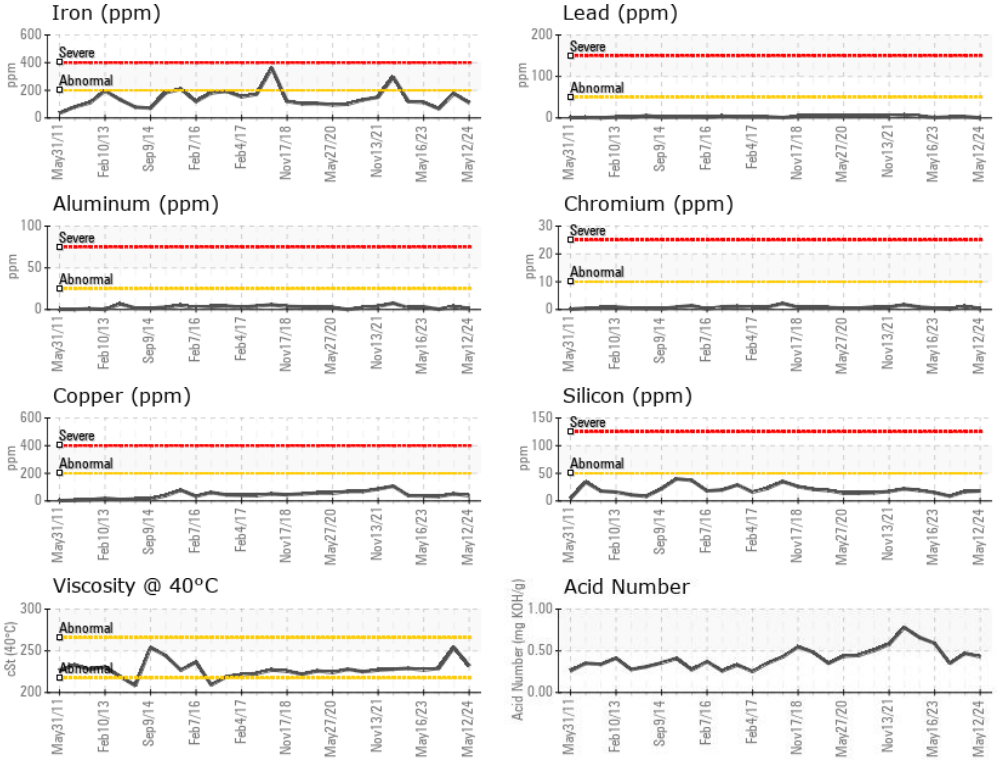 Iron (ppm)
600
400
200
0
ppm
Severe
Abnormal
May31/11
Feb10/13
Sep9/14
Feb7/16
Feb4/17
Nov17/18
May27/20
Nov13/21
May16/23
May12/24
Lead (ppm)
200
100
0
ppm
Severe
Abnormal
May31/11
Feb10/13
Sep9/14
Feb7/16
Feb4/17
Nov17/18
May27/20
Nov13/21
May16/23
May12/24
Aluminum (ppm)
100
50
0
ppm
Severe
Abnormal
May31/11
Feb10/13
Sep9/14
Feb7/16
Feb4/17
Nov17/18
May27/20
Nov13/21
May16/23
May12/24
Chromium (ppm)
30
20
10
0
ppm
Severe
Abnormal
May31/11
Feb10/13
Sep9/14
Feb7/16
Feb4/17
Nov17/18
May27/20
Nov13/21
May16/23
May12/24
Copper (ppm)
600
400
200
0
ppm
Severe
Abnormal
May31/11
Feb10/13
Sep9/14
Feb7/16
Feb4/17
Nov17/18
May27/20
Nov13/21
May16/23
May12/24
Silicon (ppm)
150
100
50
0
ppm
Severe
Abnormal
May31/11
Feb10/13
Sep9/14
Feb7/16
Feb4/17
Nov17/18
May27/20
Nov13/21
May16/23
May12/24
Viscosity @ 40°C
300
250
200
cSt (40°C)
Abnormal
Abnormal
May31/11
Feb10/13
Sep9/14
Feb7/16
Feb4/17
Nov17/18
May27/20
Nov13/21
May16/23
May12/24
Acid Number
1.00
0.50
0.00
Acid Number (mg KOH/g)
May31/11
Feb10/13
Sep9/14
Feb7/16
Feb4/17
Nov17/18
May27/20
Nov13/21
May16/23
May12/24